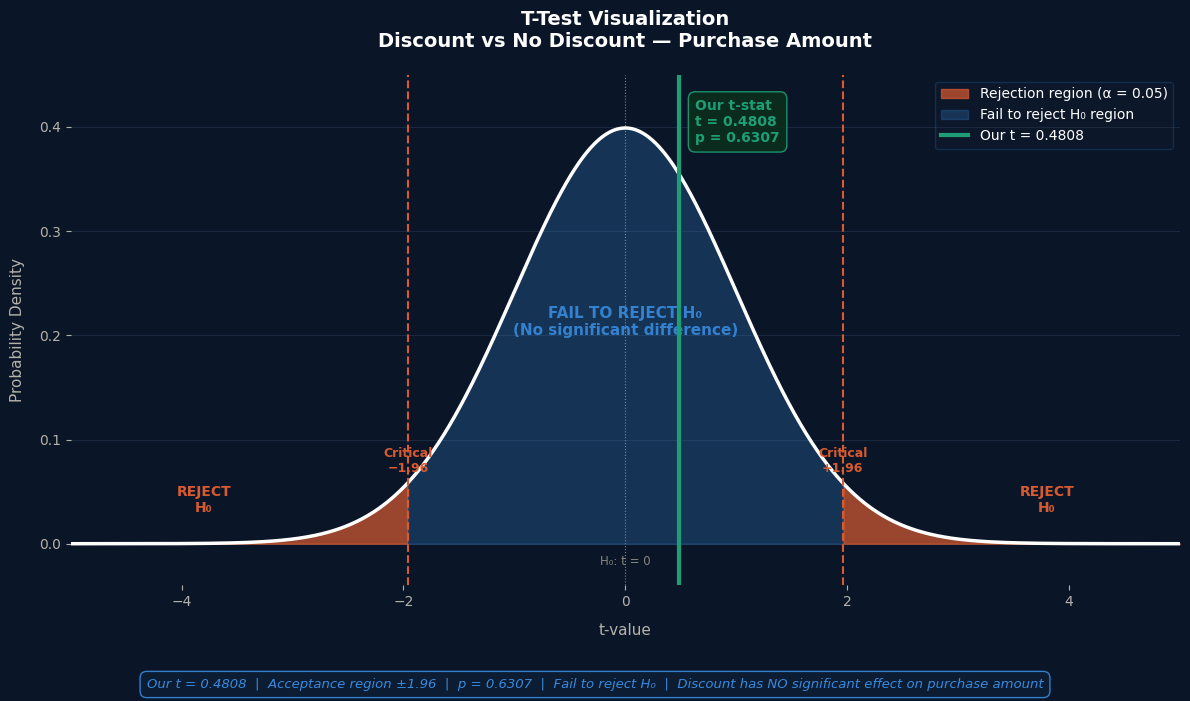 T-Test Visualization
Discount vs No Discount — Purchase Amount
Our t-stat
t = 0.4808
p = 0.6307
Rejection region (α = 0.05)
Fail to reject H₀ region
Our t = 0.4808
Probability Density
0.4
0.3
0.2
0.1
0.0
FAIL TO REJECT H₀
(No significant difference)
Critical
−1.96
Critical
+1.96
REJECT
H₀
REJECT
H₀
H₀: t = 0
−4
−2
0
2
4
t-value
Our t = 0.4808 | Acceptance region ±1.96 | p = 0.6307 | Fail to reject H₀ | Discount has NO significant effect on purchase amount